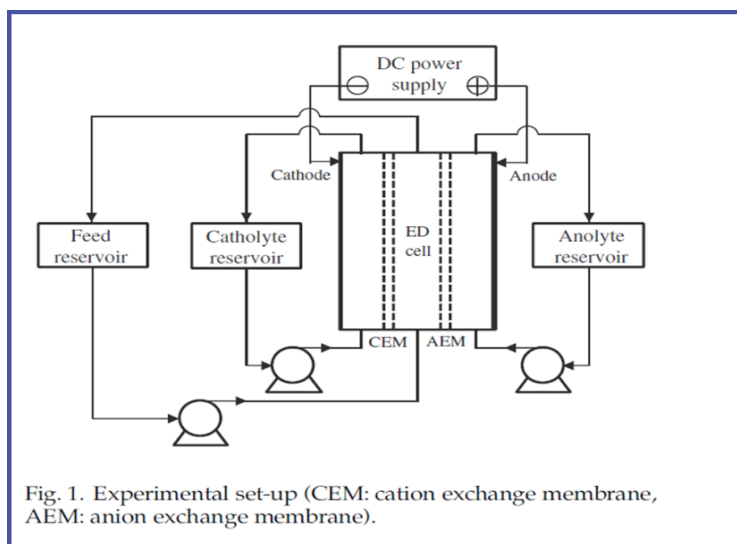 DC power
supply
Cathode
Anode
Feed
reservoir
Catholyte
reservoir
ED
cell
Anolyte
reservoir
CEM
AEM
Fig. 1. Experimental set-up (CEM: cation exchange membrane,
AEM: anion exchange membrane).